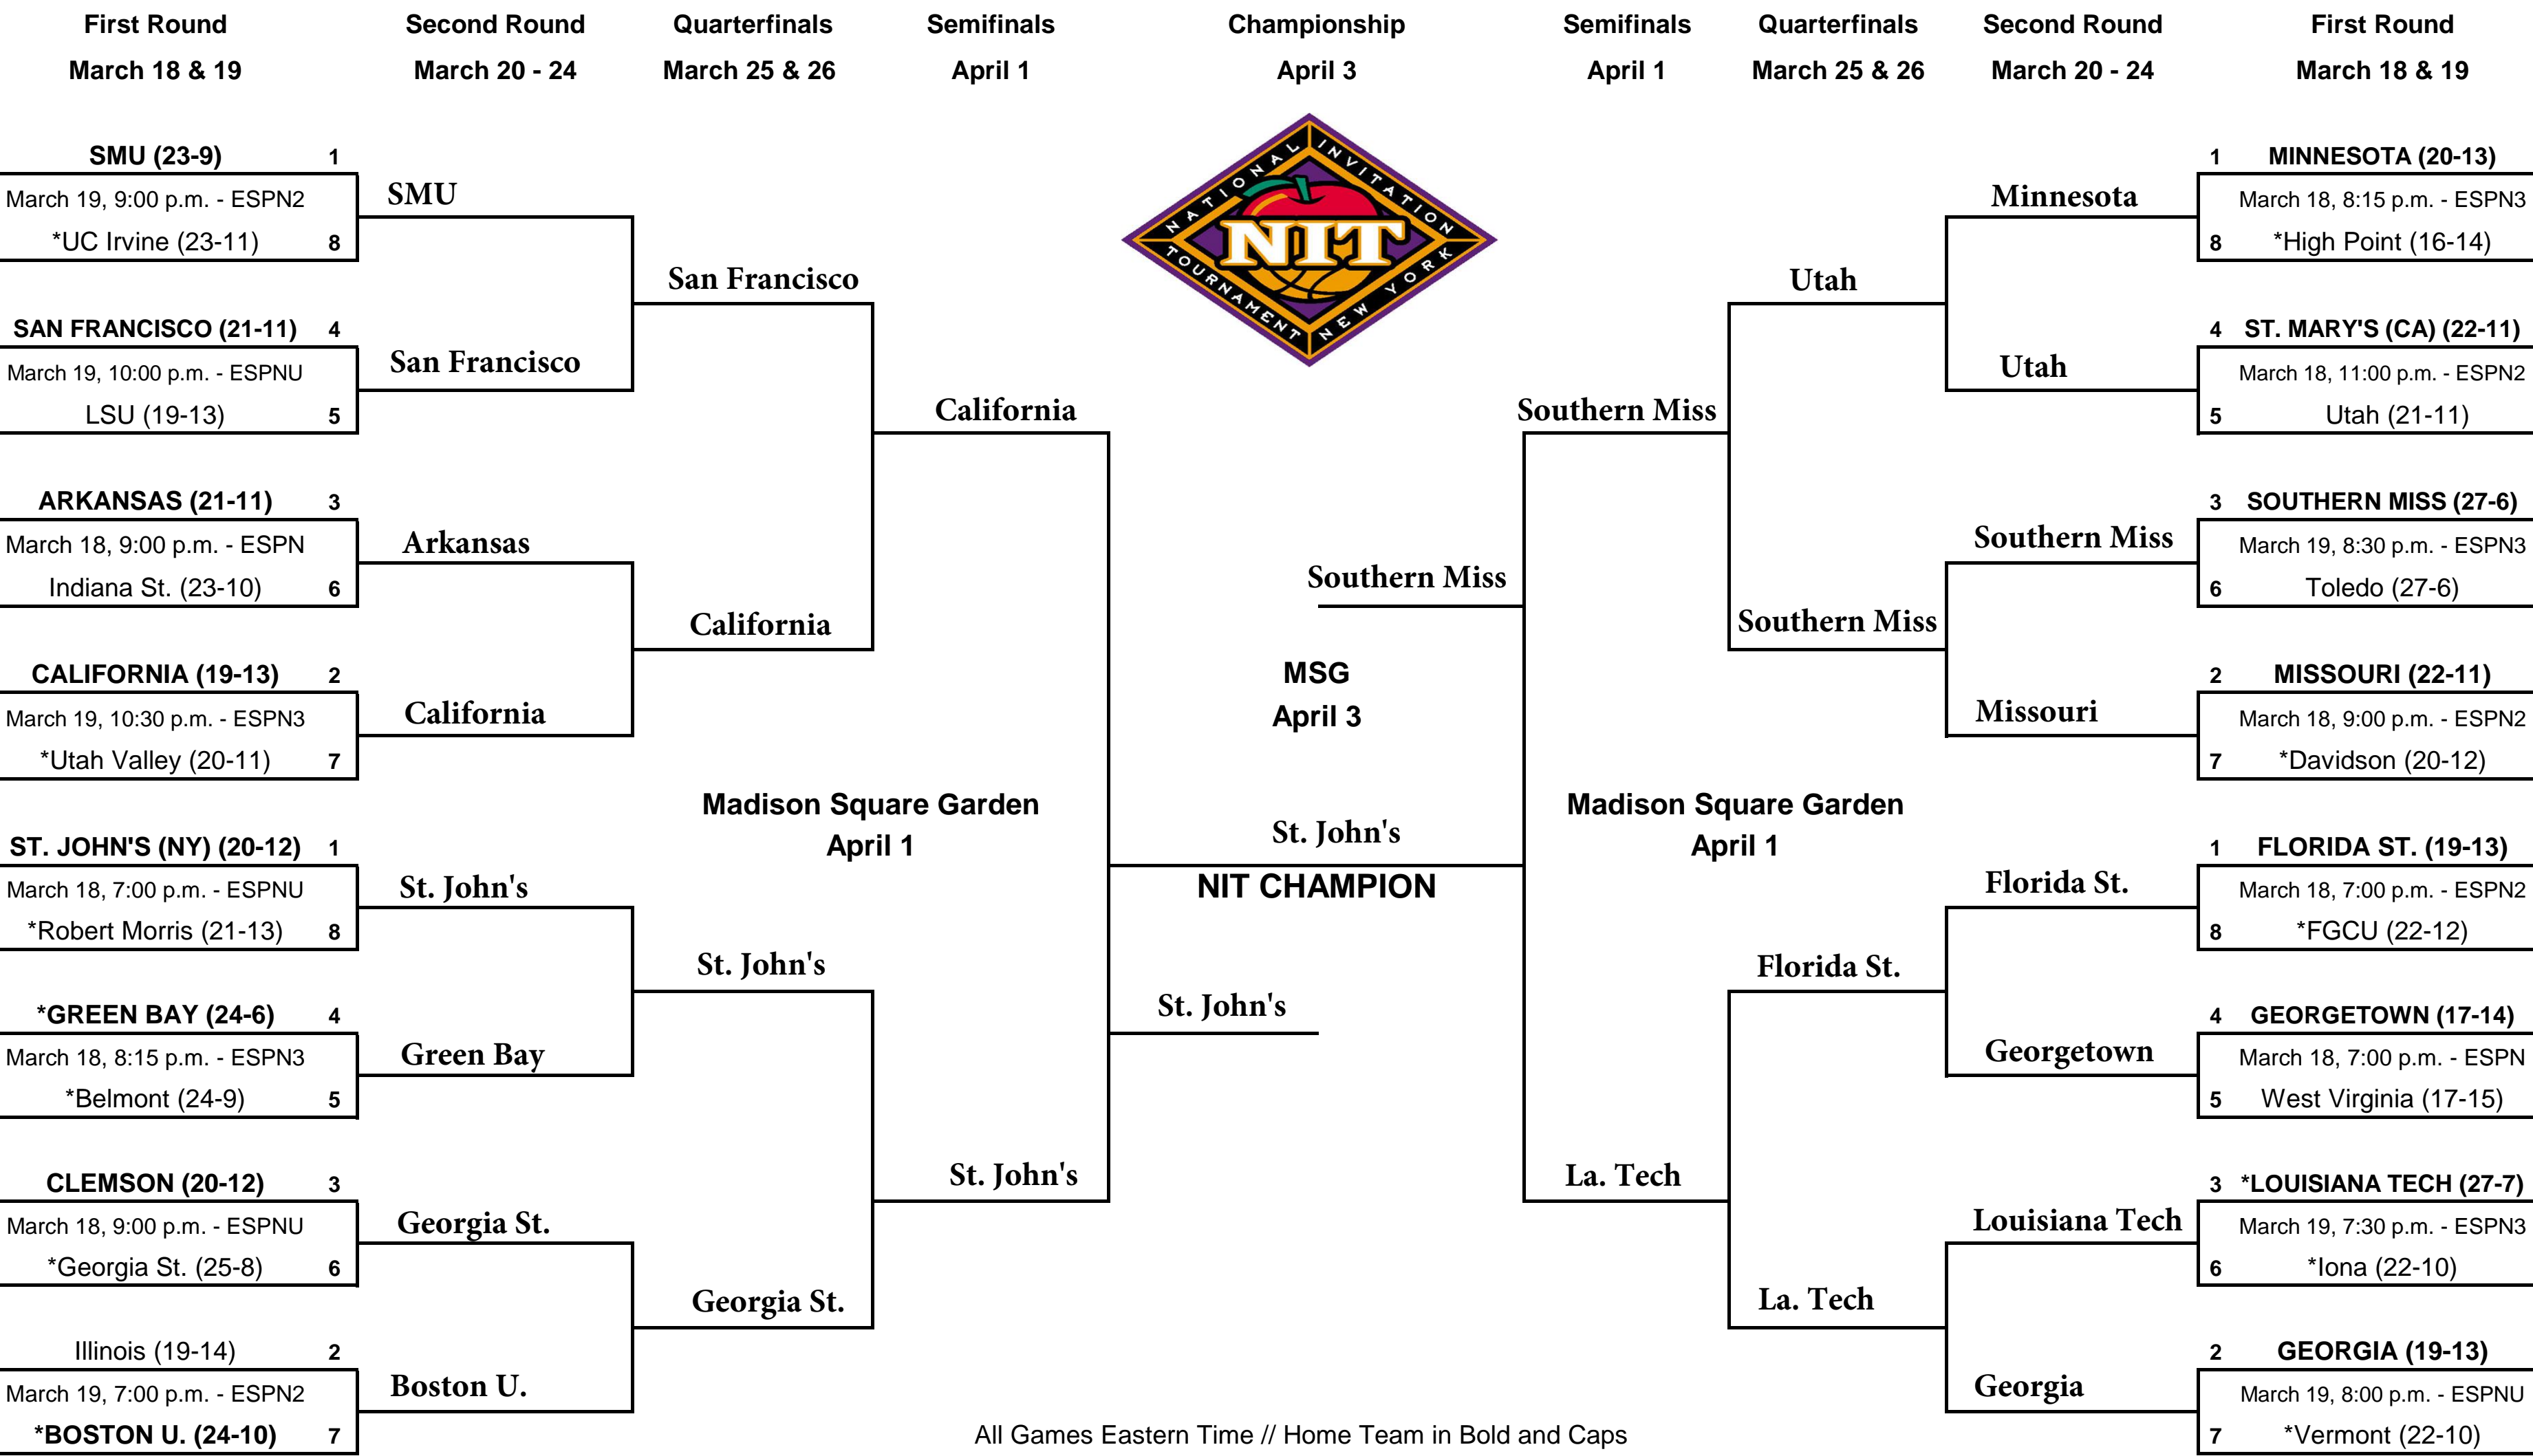 First Round
Second Round
Quarterfinals
Semifinals
Championship
Semifinals
Quarterfinals
Second Round
First Round
March 18 & 19
March 20 - 24
March 25 & 26
April 1
April 3
April 1
March 25 & 26
March 20 - 24
March 18 & 19
SMU (23-9) 1
March 19, 9:00 p.m. - ESPN2
*UC Irvine (23-11) 8
SAN FRANCISCO (21-11) 4
March 19, 10:00 p.m. - ESPNU
LSU (19-13) 5
ARKANSAS (21-11) 3
March 18, 9:00 p.m. - ESPN
Indiana St. (23-10) 6
CALIFORNIA (19-13) 2
March 19, 10:30 p.m. - ESPN3
*Utah Valley (20-11) 7
ST. JOHN'S (NY) (20-12) 1
March 18, 7:00 p.m. - ESPNU
*Robert Morris (21-13) 8
*GREEN BAY (24-6) 4
March 18, 8:15 p.m. - ESPN3
*Belmont (24-9) 5
CLEMSON (20-12) 3
March 18, 9:00 p.m. - ESPNU
*Georgia St. (25-8) 6
Illinois (19-14) 2
March 19, 7:00 p.m. - ESPN2
*BOSTON U. (24-10) 7
SMU
San Francisco
Arkansas
California
St. John's
Green Bay
Georgia St.
Boston U.
San Francisco
California
St. John's
Georgia St.
Madison Square Garden
April 1
California
St. John's
NATIONAL INVITATION
NIT
TOURNAMENT NEW YORK
Southern Miss
MSG
April 3
St. John's
NIT CHAMPION
St. John's
Southern Miss
La. Tech
Madison Square Garden
April 1
Utah
Southern Miss
Florida St.
La. Tech
Minnesota
Utah
Southern Miss
Missouri
Florida St.
Georgetown
Louisiana Tech
Georgia
1 MINNESOTA (20-13)
March 18, 8:15 p.m. - ESPN3
8 *High Point (16-14)
4 ST. MARY'S (CA) (22-11)
March 18, 11:00 p.m. - ESPN2
5 Utah (21-11)
3 SOUTHERN MISS (27-6)
March 19, 8:30 p.m. - ESPN3
6 Toledo (27-6)
2 MISSOURI (22-11)
March 18, 9:00 p.m. - ESPN2
7 *Davidson (20-12)
1 FLORIDA ST. (19-13)
March 18, 7:00 p.m. - ESPN2
8 *FGCU (22-12)
4 GEORGETOWN (17-14)
March 18, 7:00 p.m. - ESPN
5 West Virginia (17-15)
3 *LOUISIANA TECH (27-7)
March 19, 7:30 p.m. - ESPN3
6 *Iona (22-10)
2 GEORGIA (19-13)
March 19, 8:00 p.m. - ESPNU
7 *Vermont (22-10)
All Games Eastern Time // Home Team in Bold and Caps